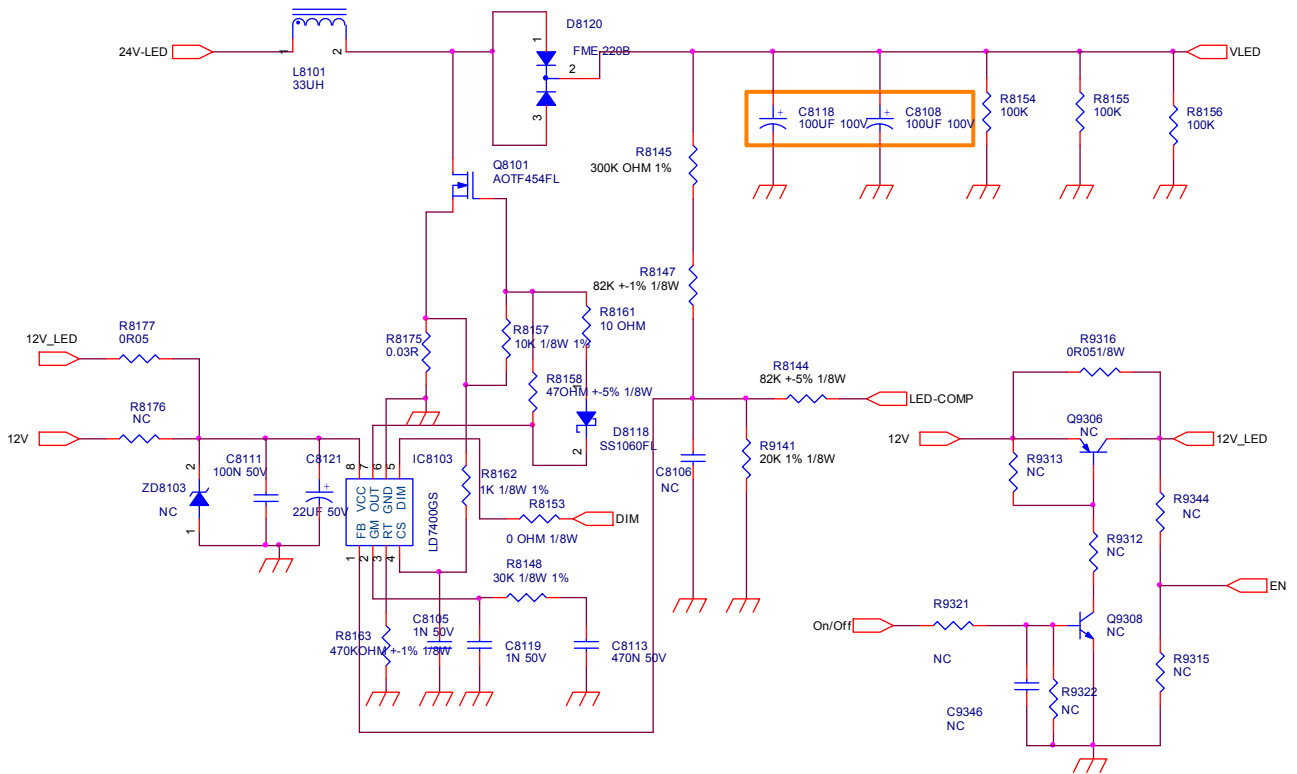 24V-LED
1
2
L8101
33UH
D8120
FME-220B
1
2
3
VLED
C8118
100UF 100V
C8108
100UF 100V
R8154
100K
R8155
100K
R8156
100K
Q8101
AOTF454FL
R8145
300K OHM 1%
R8147
82K +-1% 1/8W
R8161
10 OHM
R8157
10K 1/8W 1%
R8175
0.03R
R8158
47OHM +-5% 1/8W
1
D8118
SS1060FL
2
R8177
0R05
12V_LED
R8176
NC
12V
C8111
100N 50V
C8121
22UF 50V
2
ZD8103
NC
1
IC8103
8
7
6
5
VCC
OUT
GND
DIM
FB
GM
RT
CS
1
2
3
4
LD7400GS
R8162
1K 1/8W 1%
R8153
0 OHM 1/8W
DIM
R8148
30K 1/8W 1%
R8163
470KOHM +-1% 1/8W
C8105
1N 50V
C8119
1N 50V
C8113
470N 50V
C8106
NC
R9141
20K 1% 1/8W
R8144
82K +-5% 1/8W
LED-COMP
R9316
0R051/8W
Q9306
NC
12V
12V_LED
R9313
NC
R9344
NC
R9312
NC
EN
On/Off
R9321
NC
Q9308
NC
R9322
NC
C9346
NC
R9315
NC